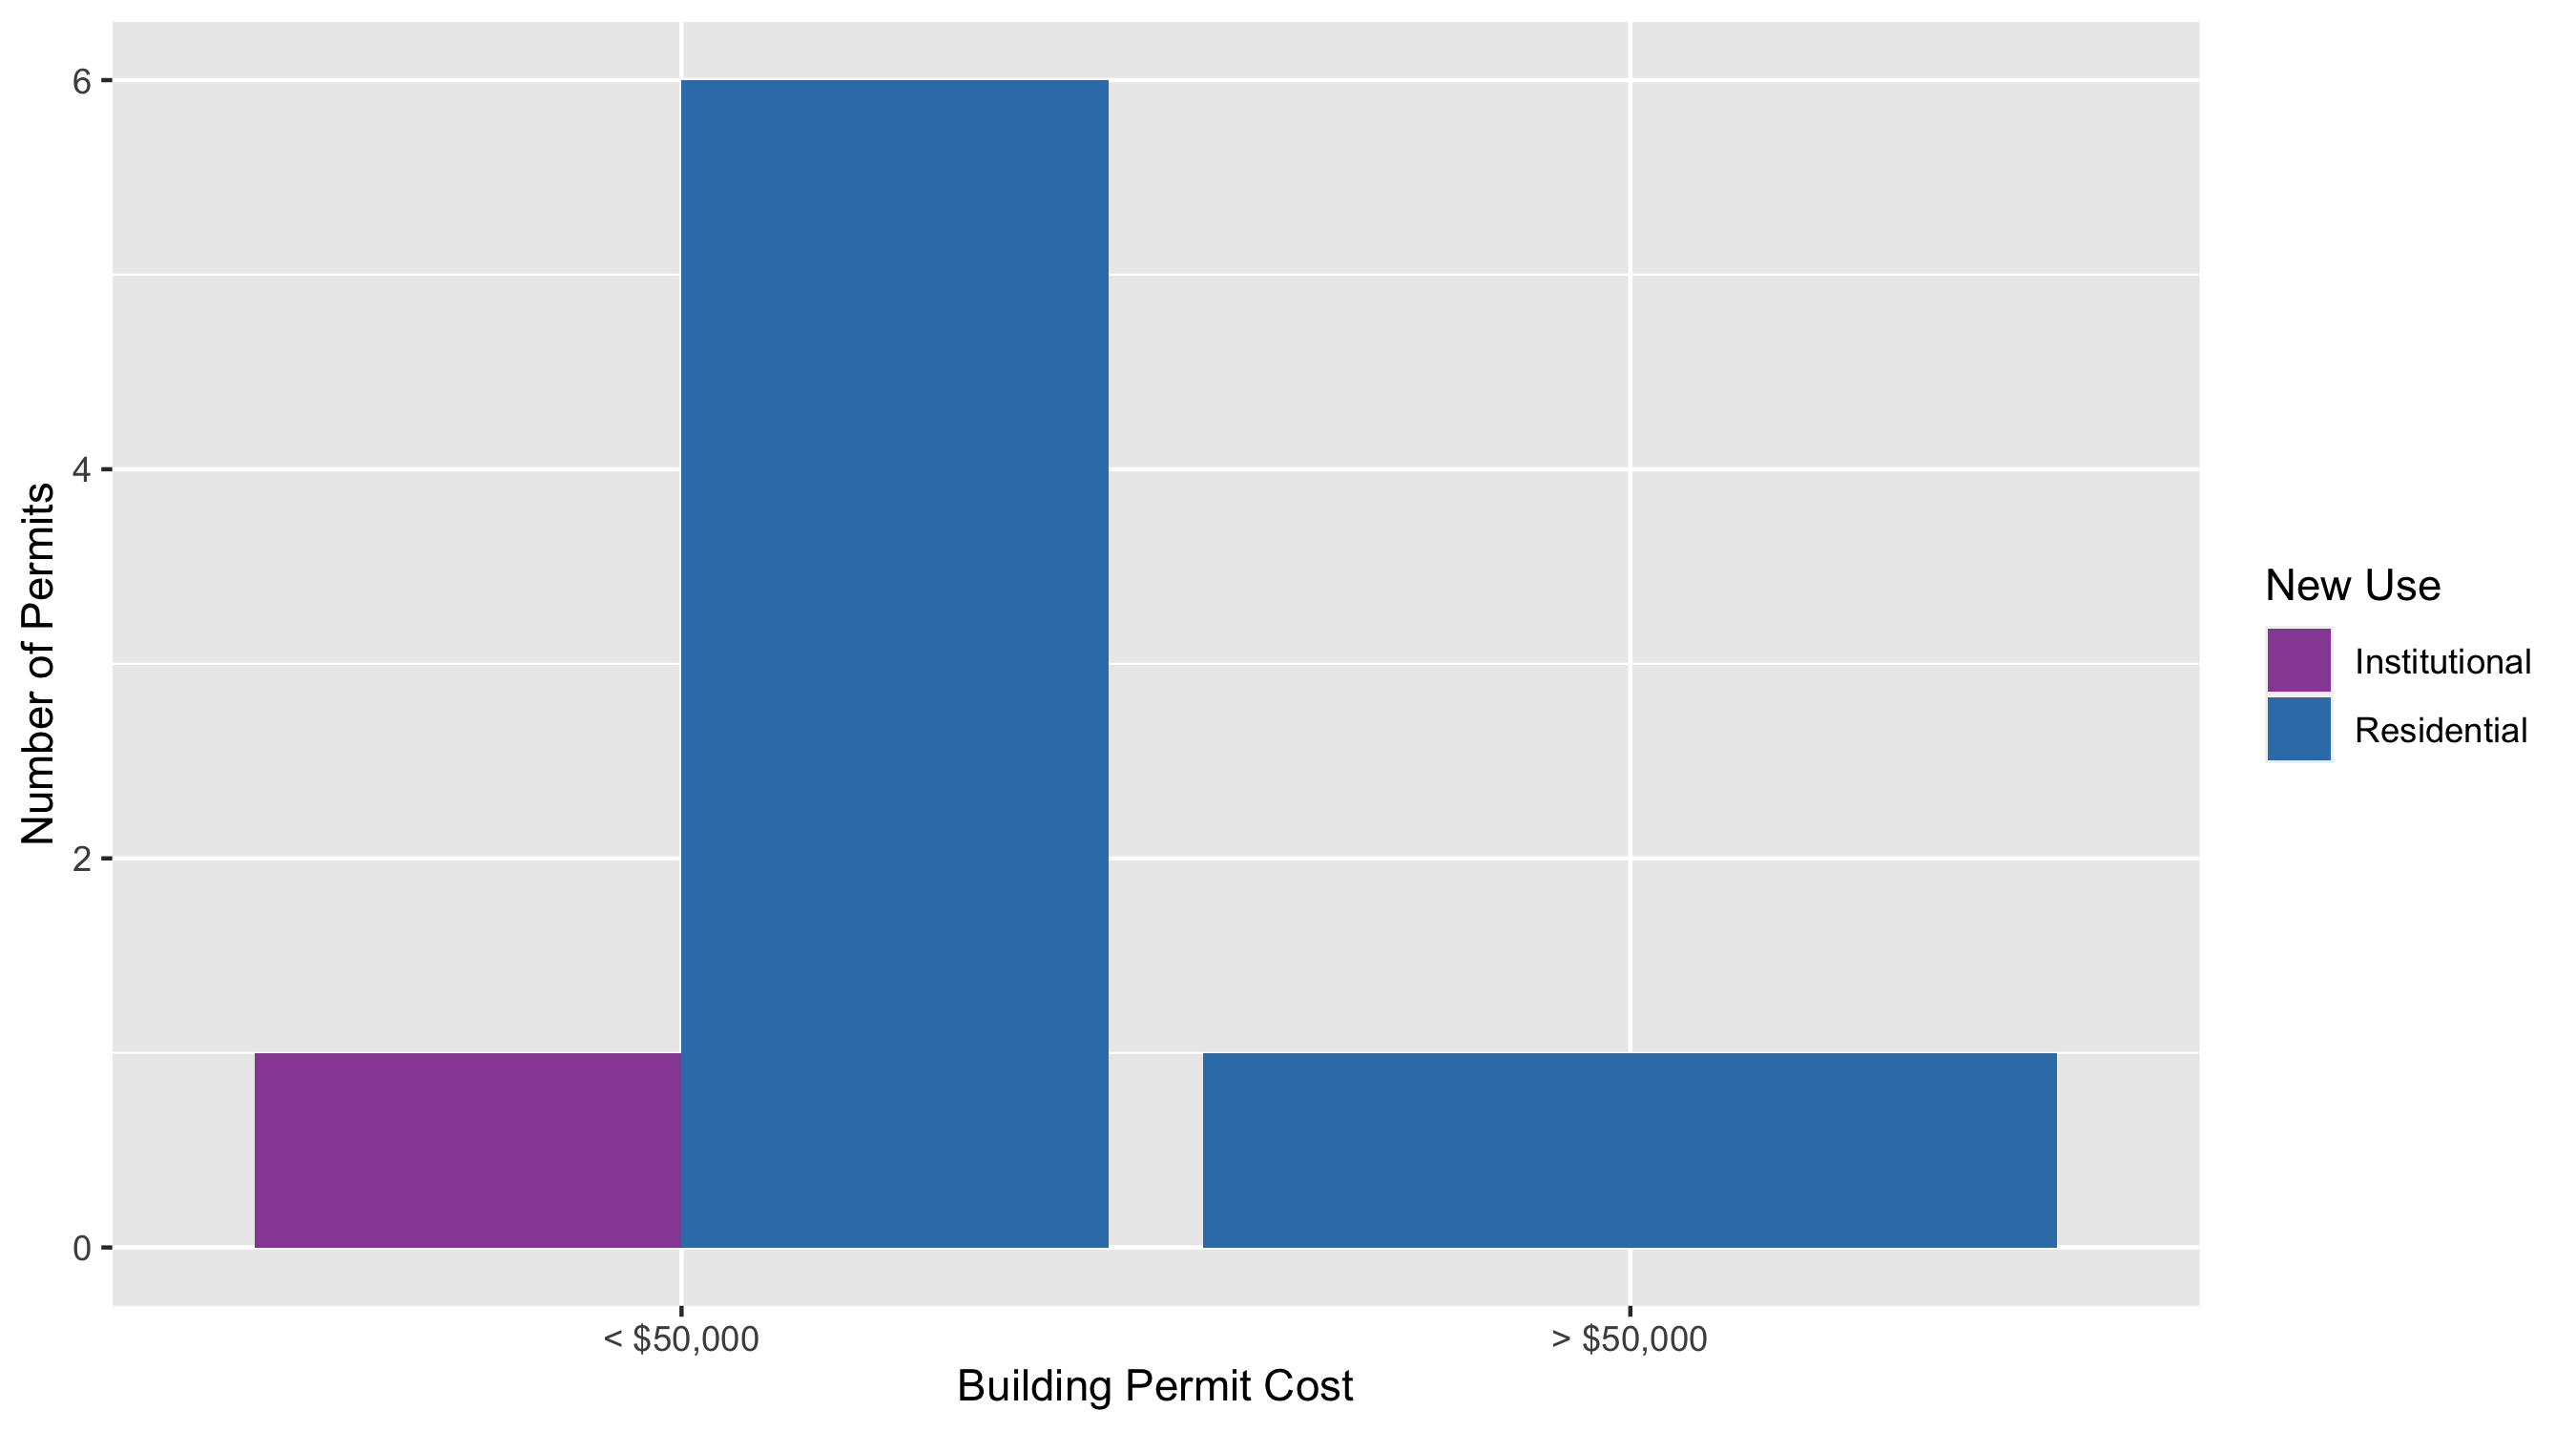 6
4
2
0
Number of Permits
< $50,000
> $50,000
Building Permit Cost
New Use
Institutional
Residential